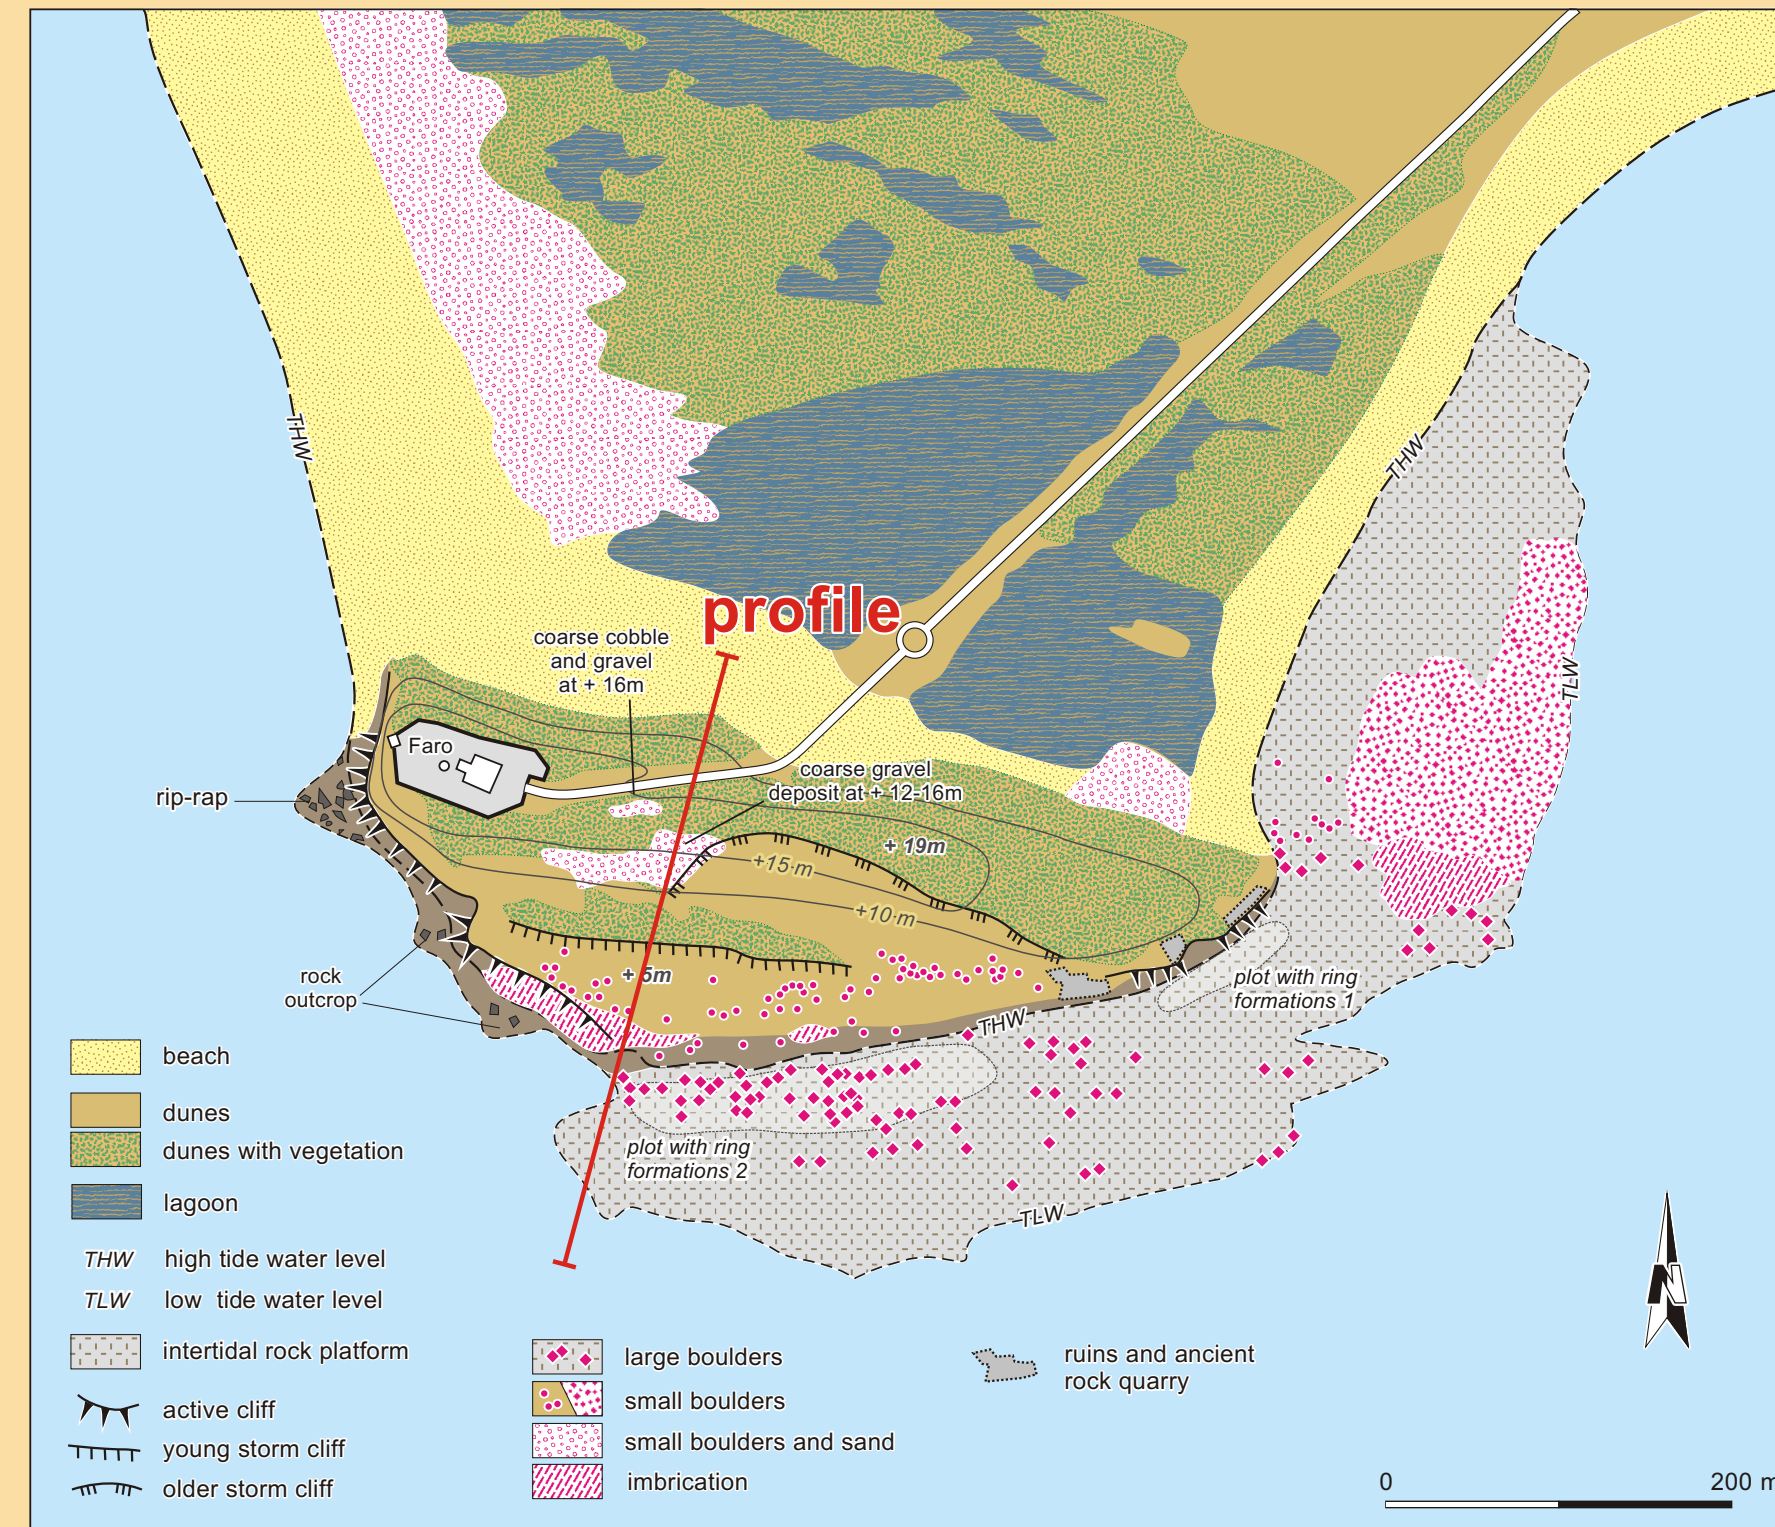 THW
THW
profile
coarse cobble
and gravel
at + 16m
TLW
Faro
coarse gravel
deposit at + 12-16m
rip-rap
+ 19m
+15 m
+10 m
rock
outcrop
+ 5m
plot with ring
formations 1
THW
plot with ring
formations 2
TLW
beach
dunes
dunes with vegetation
lagoon
THW high tide water level
TLW low tide water level
intertidal rock platform
active cliff
young storm cliff
older storm cliff
large boulders
small boulders
small boulders and sand
imbrication
ruins and ancient
rock quarry
N
0 200 m